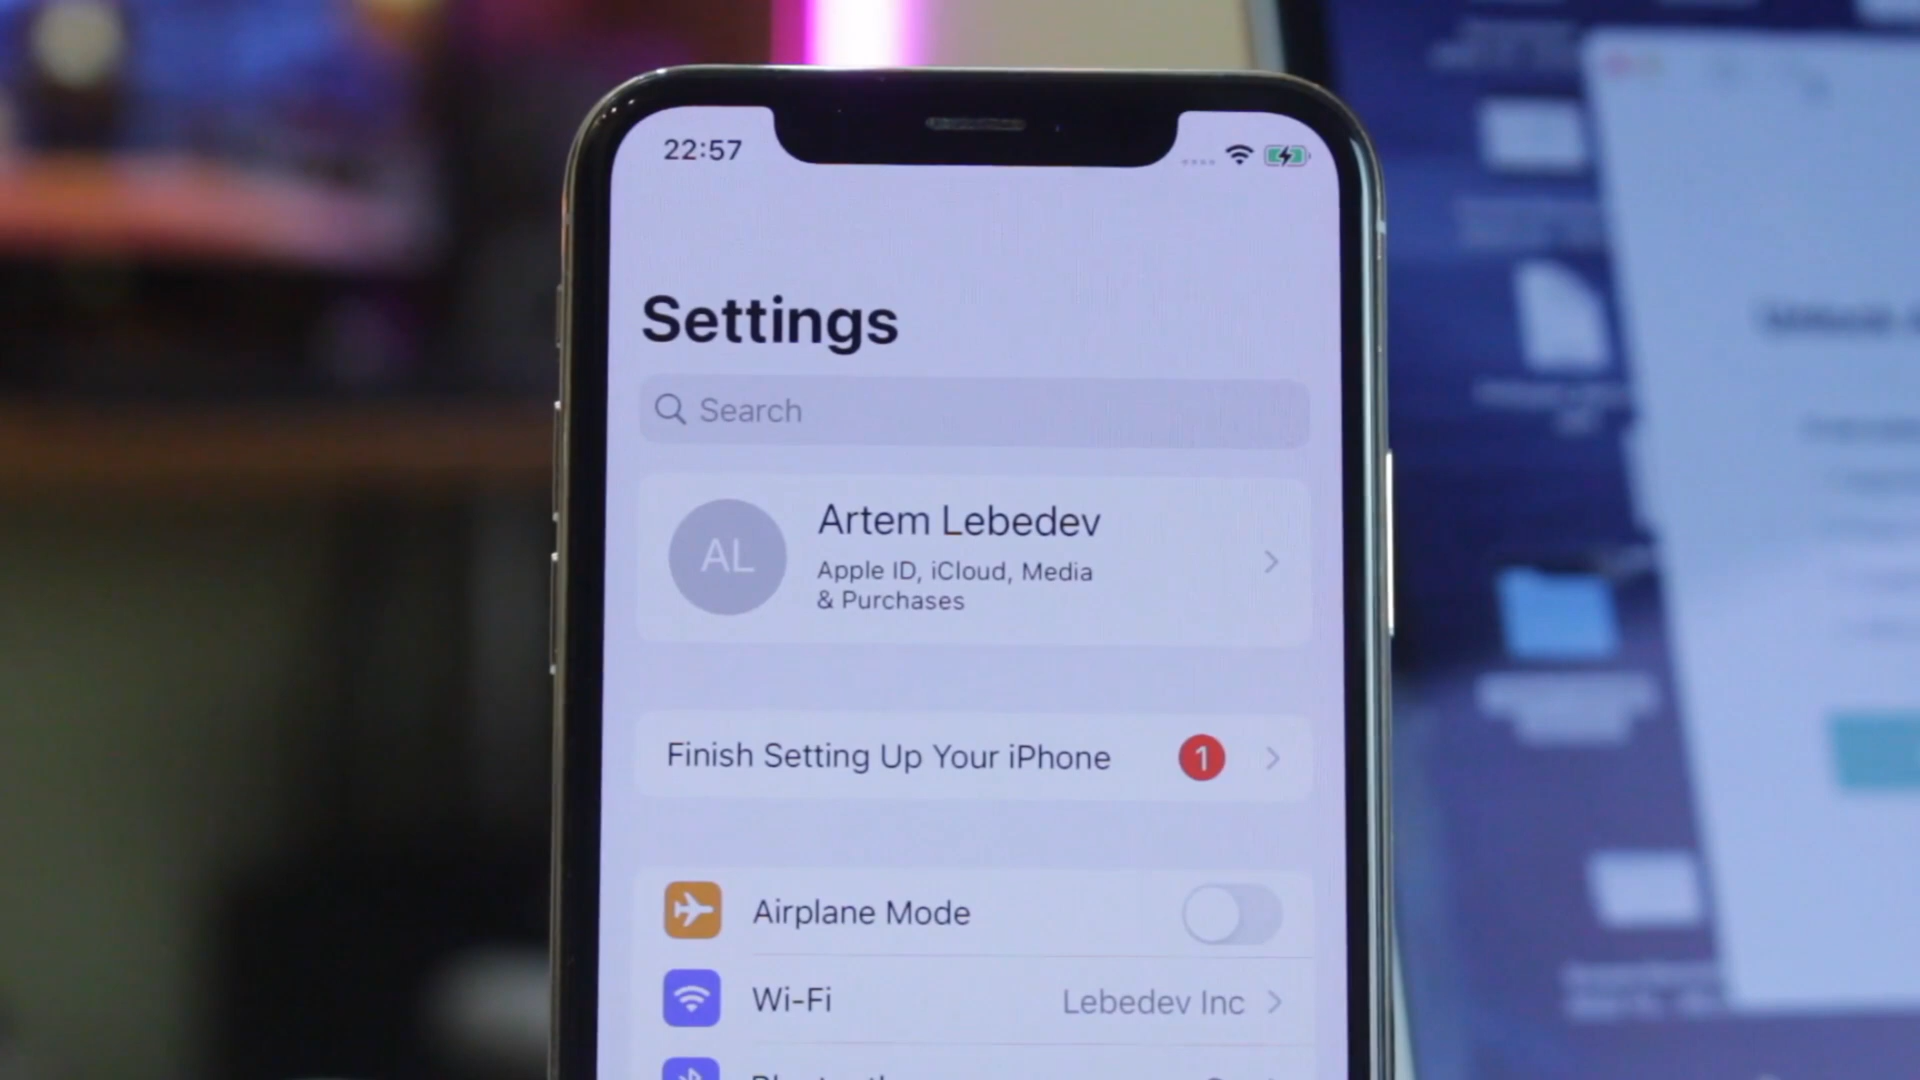 22:57
Settings
Search
AL
Artem Lebedev
Apple ID, iCloud, Media
& Purchases
Finish Setting Up Your iPhone
1
Airplane Mode
Wi-Fi
Lebedev Inc